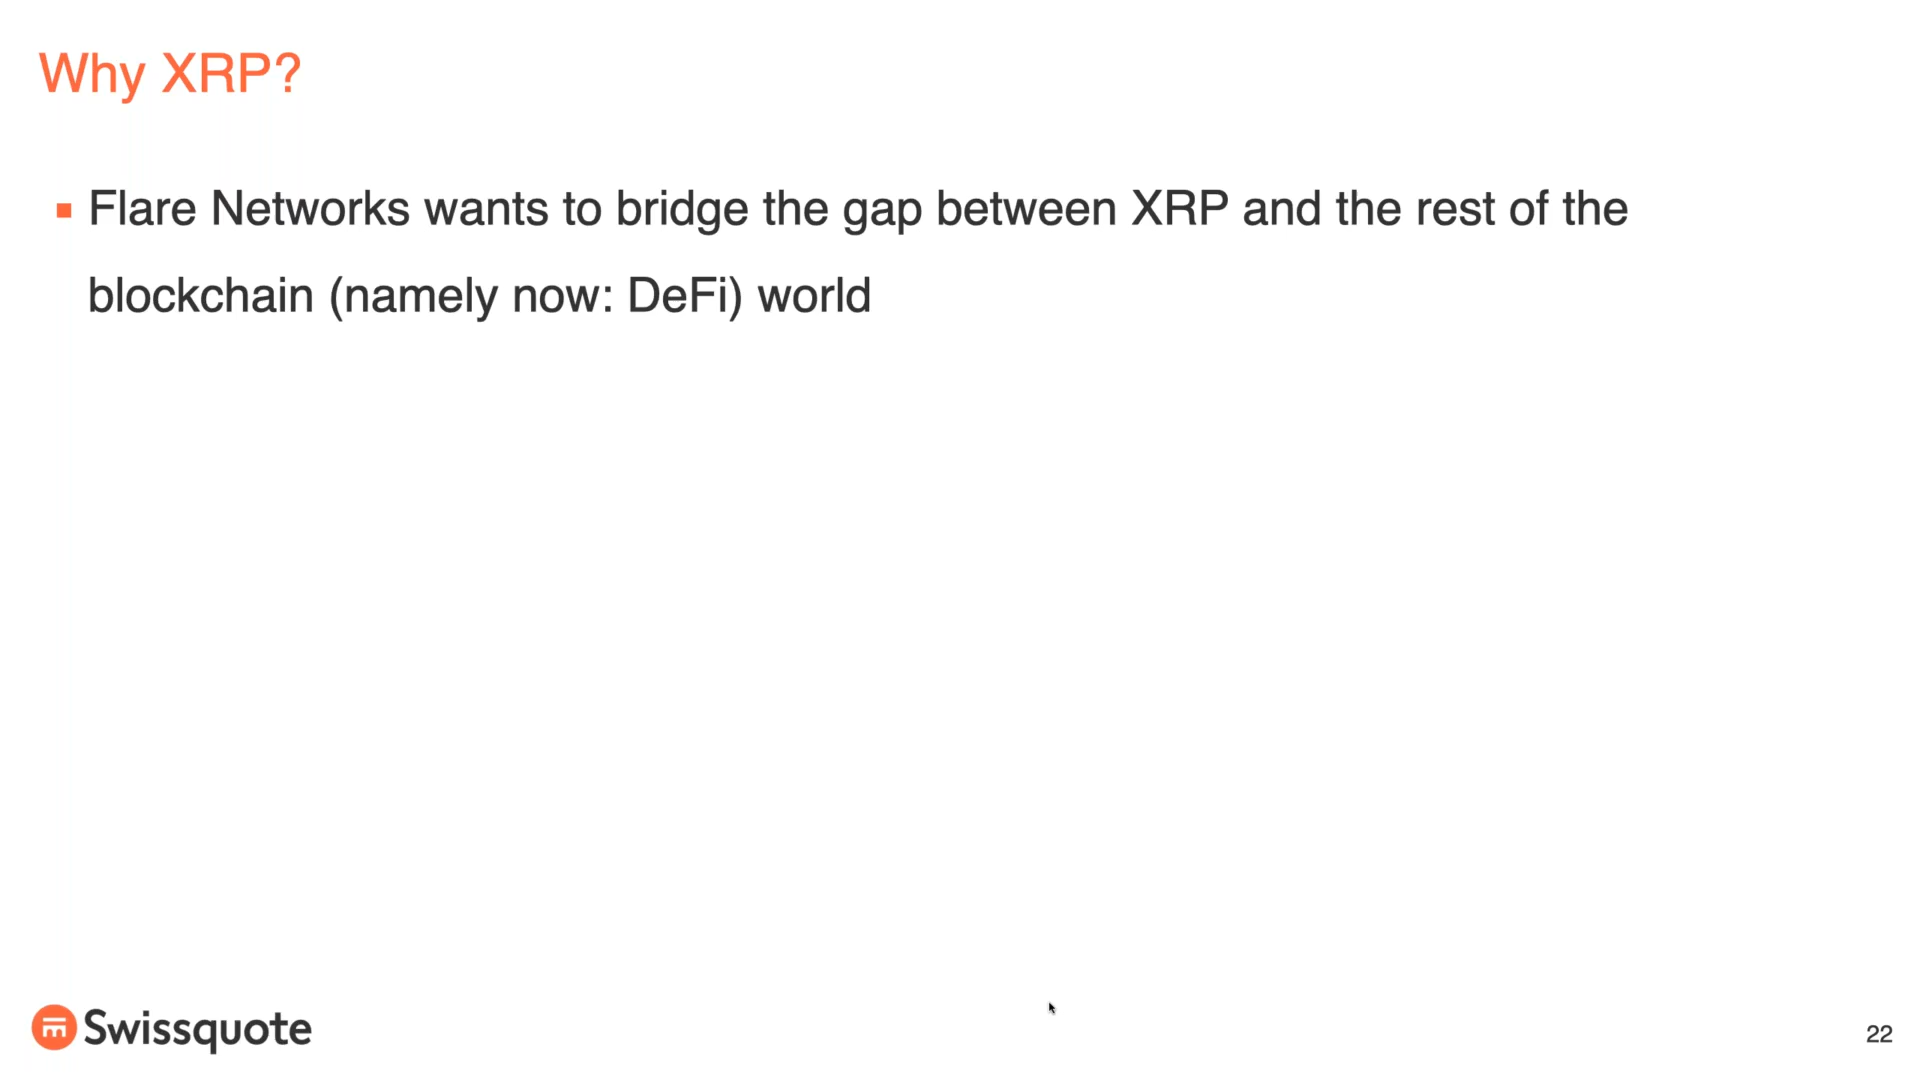 Why XRP?
Flare Networks wants to bridge the gap between XRP and the rest of the
blockchain (namely now: DeFi) world
Swissquote
22